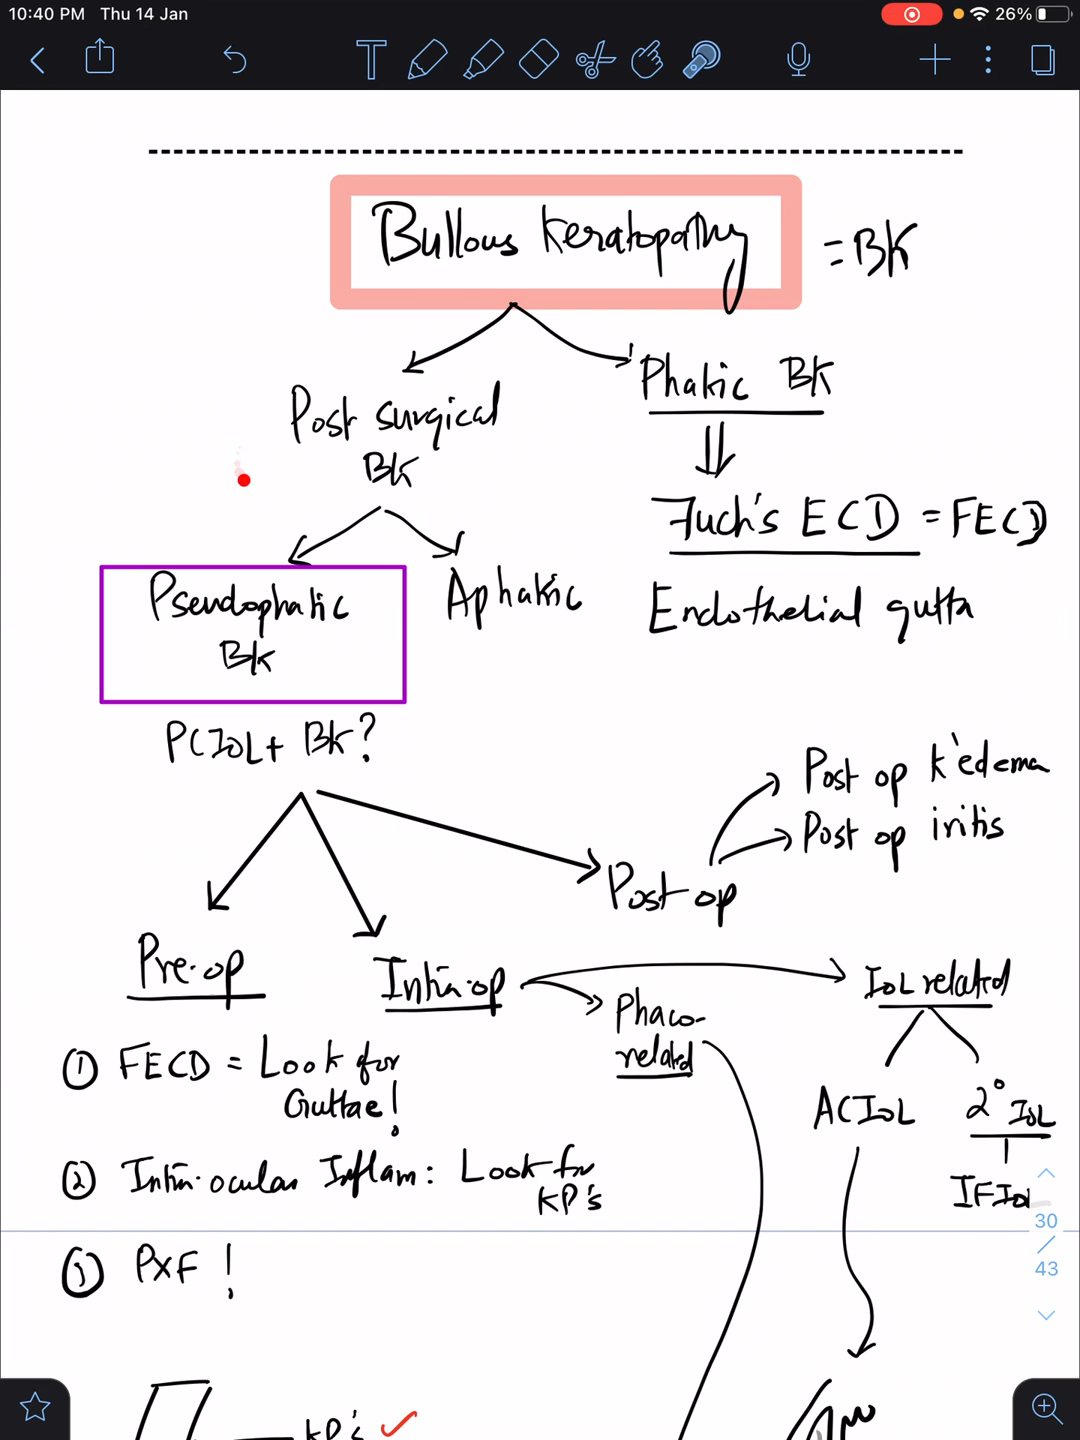 10:40 PM Thu 14 Jan
26%
Bullous Keratopathy
= BK
Post surgical
BK
Phakic BK
Fuch's ECD = FECD
Endothelial gutta
Pseudophakic
BK
Aphakic
PCIOL + BK?
Post op k'edema
Post op iritis
Post op
Pre-op
Intra-op
Phaco-
related
IOL related
ACIOL
2° IOL
IFIOL
① FECD = Look for
Guttae!
② Intra-ocular Inflam: Look for
KP's
③ PXF !
30
/
43
KP's ✓